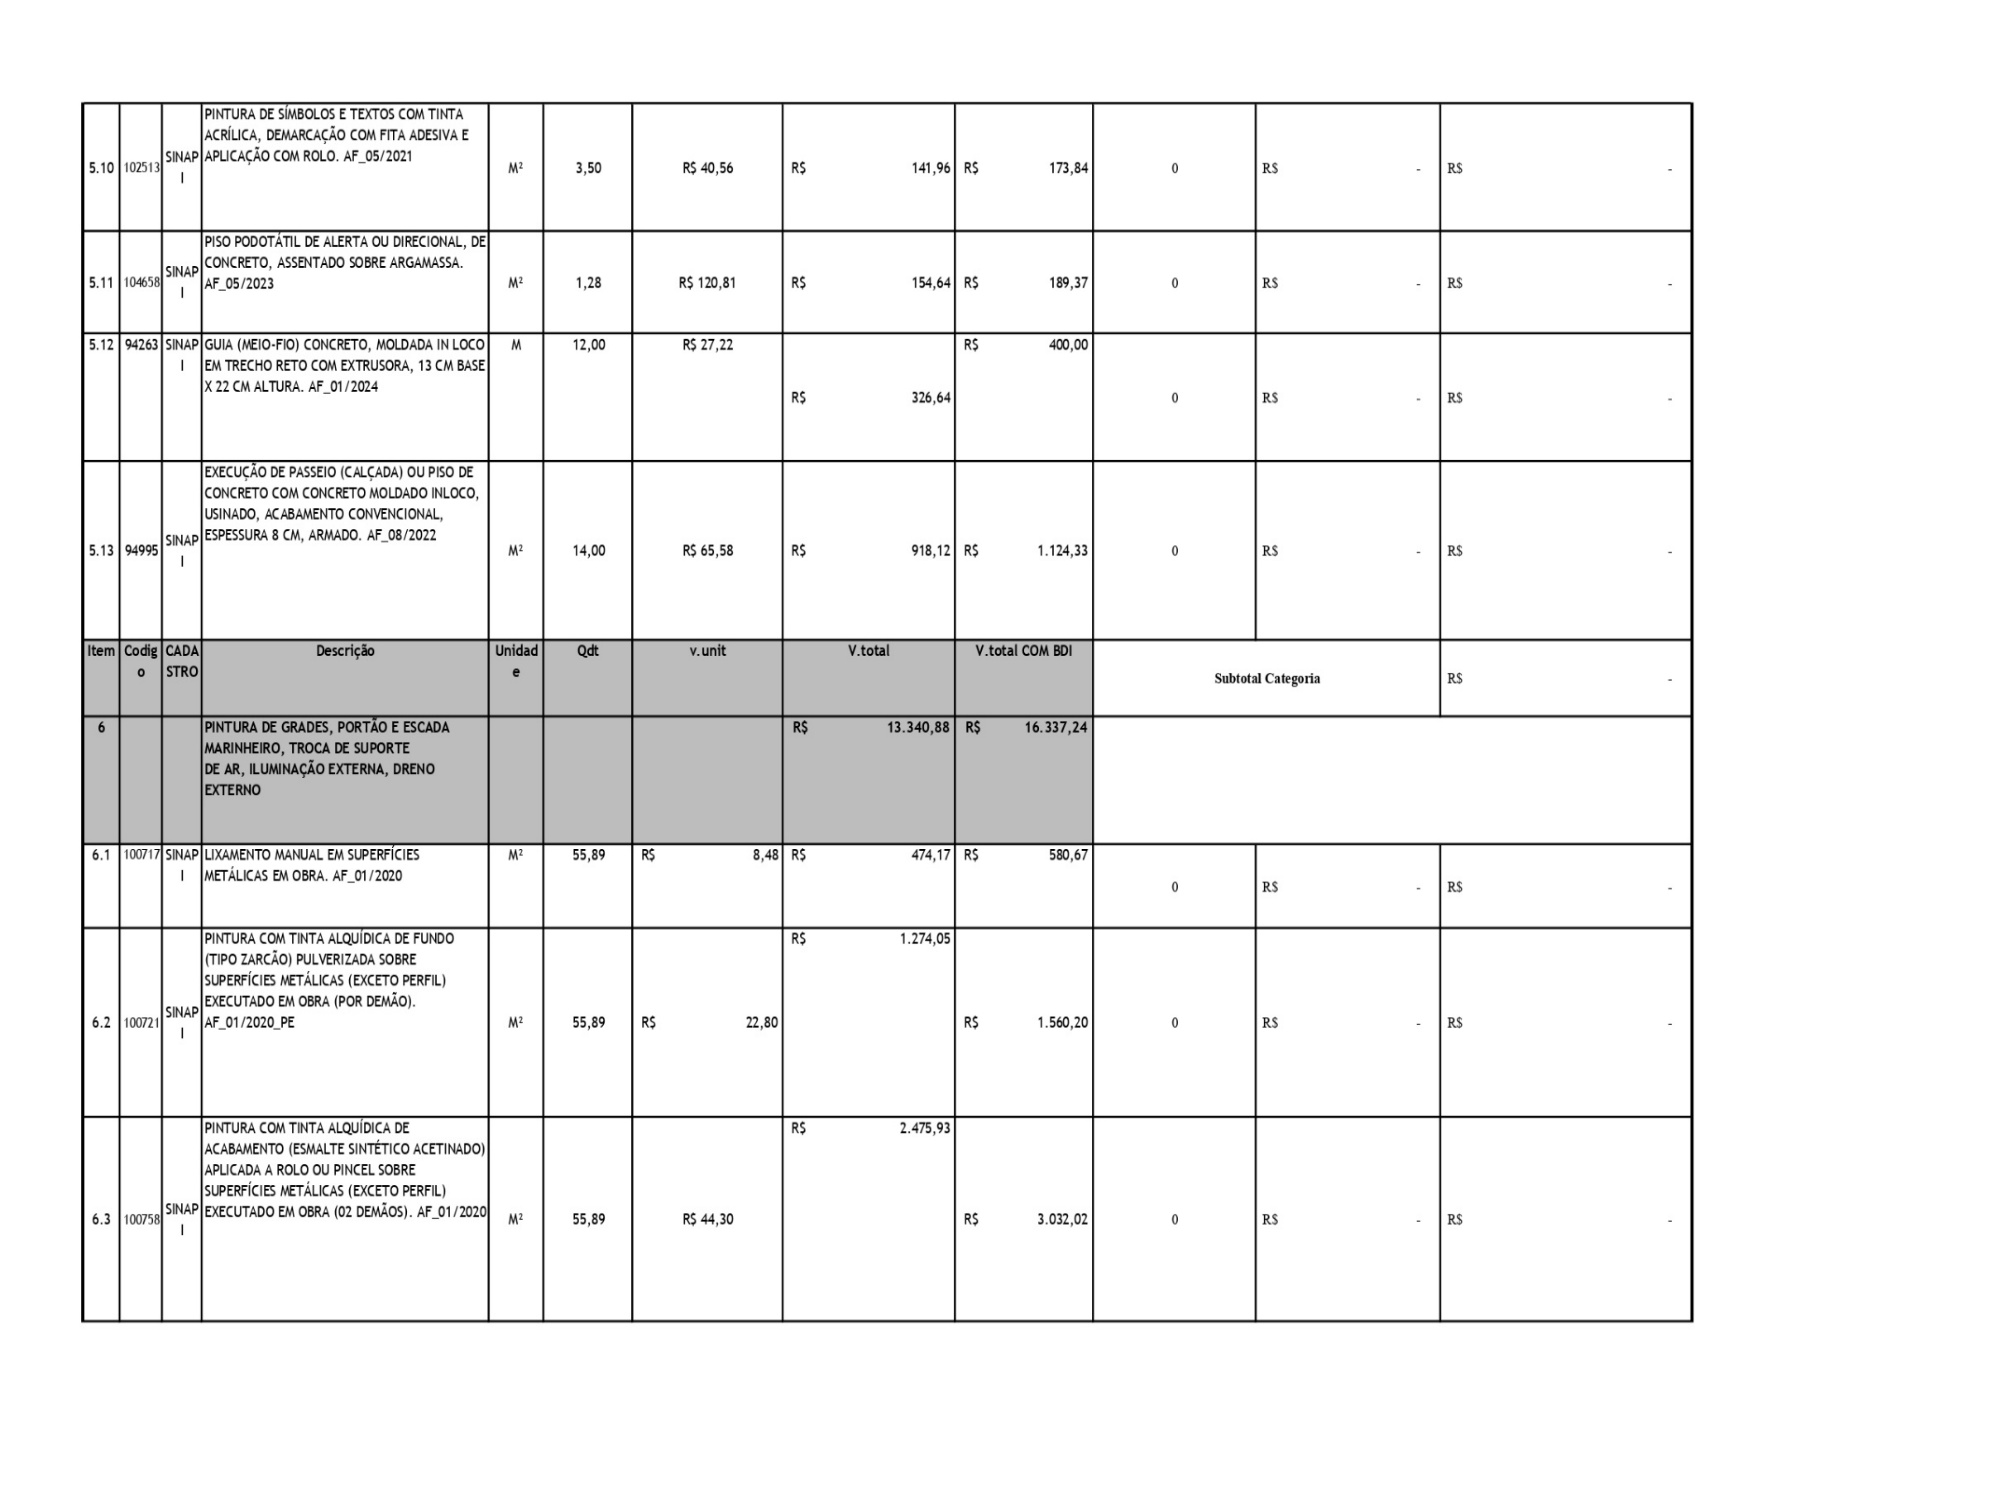 PINTURA DE SÍMBOLOS E TEXTOS COM TINTA
ACRÍLICA, DEMARCAÇÃO COM FITA ADESIVA E
APLICAÇÃO COM ROLO. AF_05/2021
5.10 102513 SINAP
I
M² 3,50 R$ 40,56 R$ 141,96 R$ 173,84 0 R$ - R$ -
PISO PODOTÁTIL DE ALERTA OU DIRECIONAL, DE
CONCRETO, ASSENTADO SOBRE ARGAMASSA.
AF_05/2023
5.11 104658 SINAP
I
M² 1,28 R$ 120,81 R$ 154,64 R$ 189,37 0 R$ - R$ -
5.12 94263 SINAP GUIA (MEIO-FIO) CONCRETO, MOLDADA IN LOCO M 12,00 R$ 27,22 R$ 400,00
I EM TRECHO RETO COM EXTRUSORA, 13 CM BASE
X 22 CM ALTURA. AF_01/2024
R$ 326,64 0 R$ - R$ -
EXECUÇÃO DE PASSEIO (CALÇADA) OU PISO DE
CONCRETO COM CONCRETO MOLDADO INLOCO,
USINADO, ACABAMENTO CONVENCIONAL,
ESPESSURA 8 CM, ARMADO. AF_08/2022
5.13 94995 SINAP
I
M² 14,00 R$ 65,58 R$ 918,12 R$ 1.124,33 0 R$ - R$ -
Item Codig CADA Descrição Unidad Qdt v.unit V.total V.total COM BDI
o STRO e
Subtotal Categoria R$ -
6 PINTURA DE GRADES, PORTÃO E ESCADA R$ 13.340,88 R$ 16.337,24
MARINHEIRO, TROCA DE SUPORTE
DE AR, ILUMINAÇÃO EXTERNA, DRENO
EXTERNO
6.1 100717 SINAP LIXAMENTO MANUAL EM SUPERFÍCIES M² 55,89 R$ 8,48 R$ 474,17 R$ 580,67
I METÁLICAS EM OBRA. AF_01/2020
0 R$ - R$ -
PINTURA COM TINTA ALQUÍDICA DE FUNDO R$ 1.274,05
(TIPO ZARCÃO) PULVERIZADA SOBRE
SUPERFÍCIES METÁLICAS (EXCETO PERFIL)
EXECUTADO EM OBRA (POR DEMÃO).
AF_01/2020_PE
6.2 100721 SINAP
I
M² 55,89 R$ 22,80 R$ 1.560,20 0 R$ - R$ -
PINTURA COM TINTA ALQUÍDICA DE R$ 2.475,93
ACABAMENTO (ESMALTE SINTÉTICO ACETINADO)
APLICADA A ROLO OU PINCEL SOBRE
SUPERFÍCIES METÁLICAS (EXCETO PERFIL)
EXECUTADO EM OBRA (02 DEMÃOS). AF_01/2020
6.3 100758 SINAP
I
M² 55,89 R$ 44,30 R$ 3.032,02 0 R$ - R$ -